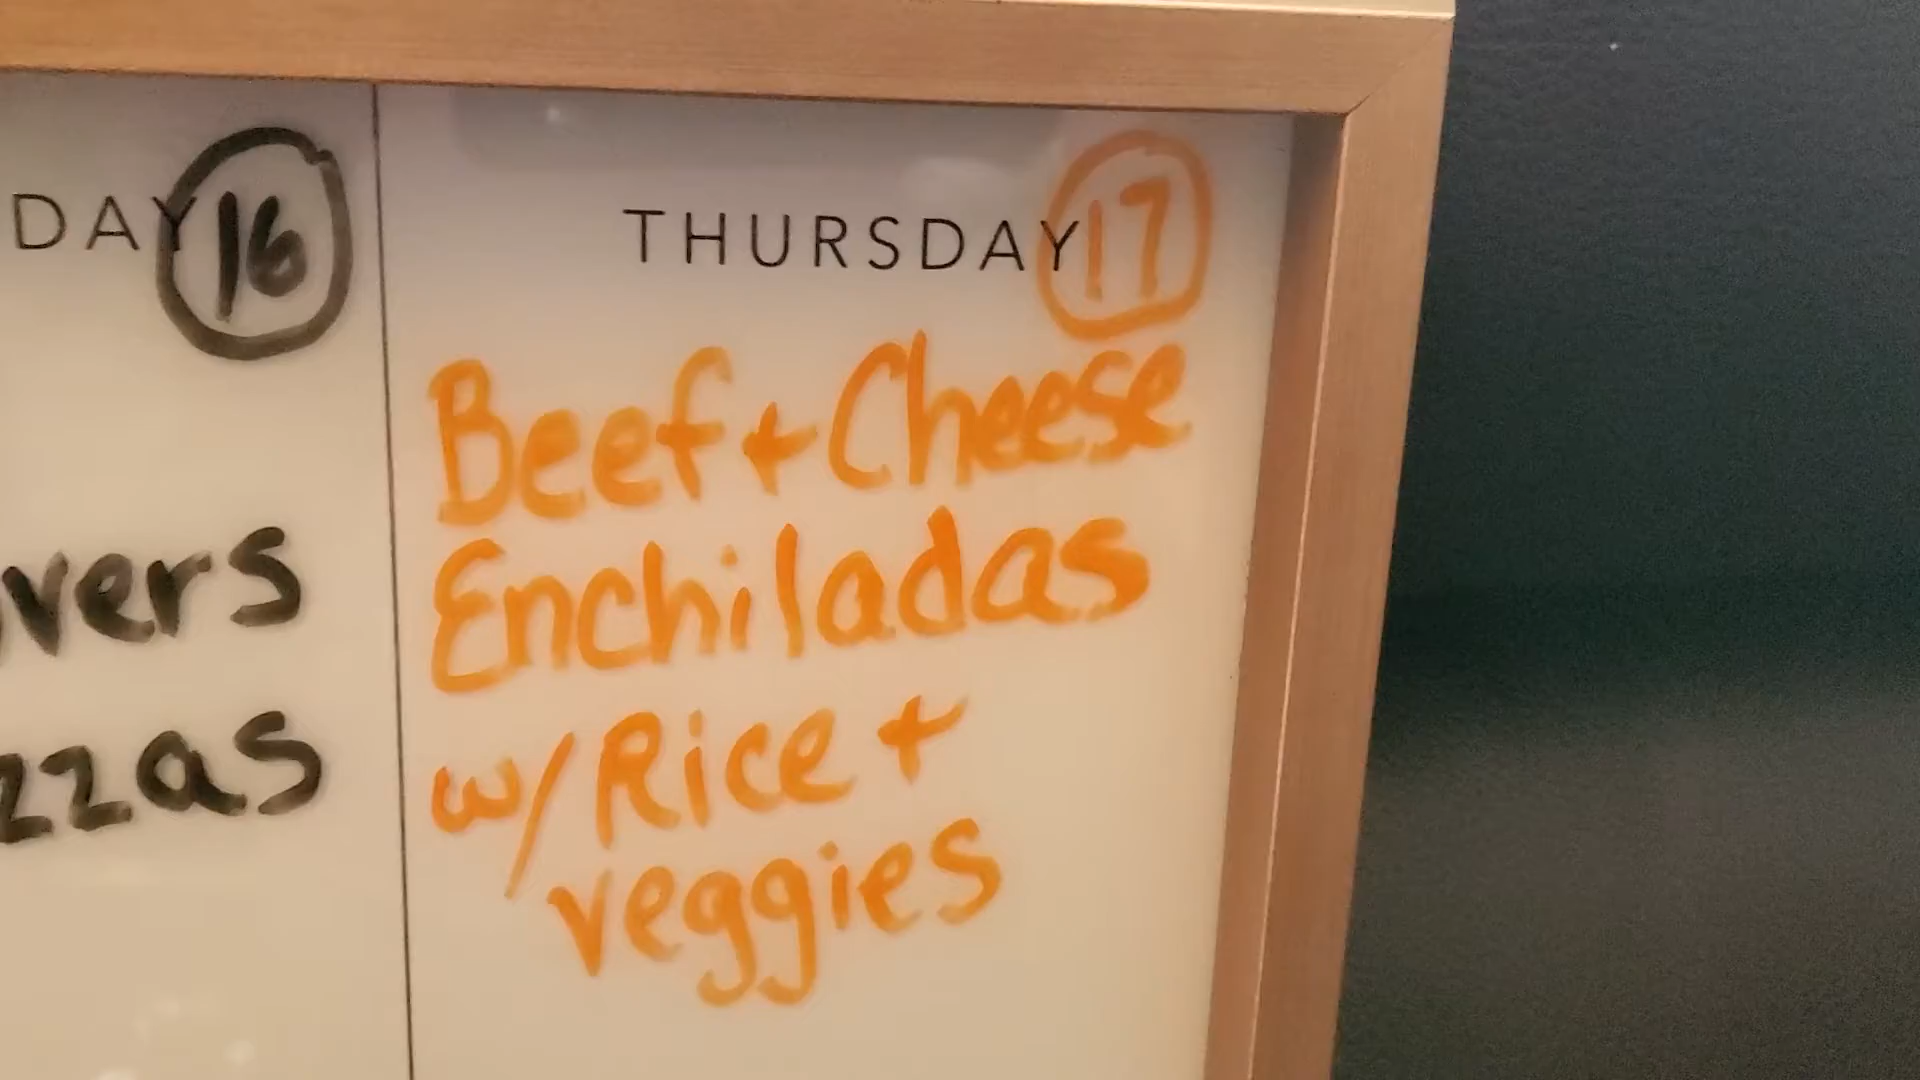 DAY 16
THURSDAY 17
vers
zzas
Beef + Cheese
Enchiladas
w/ Rice +
veggies